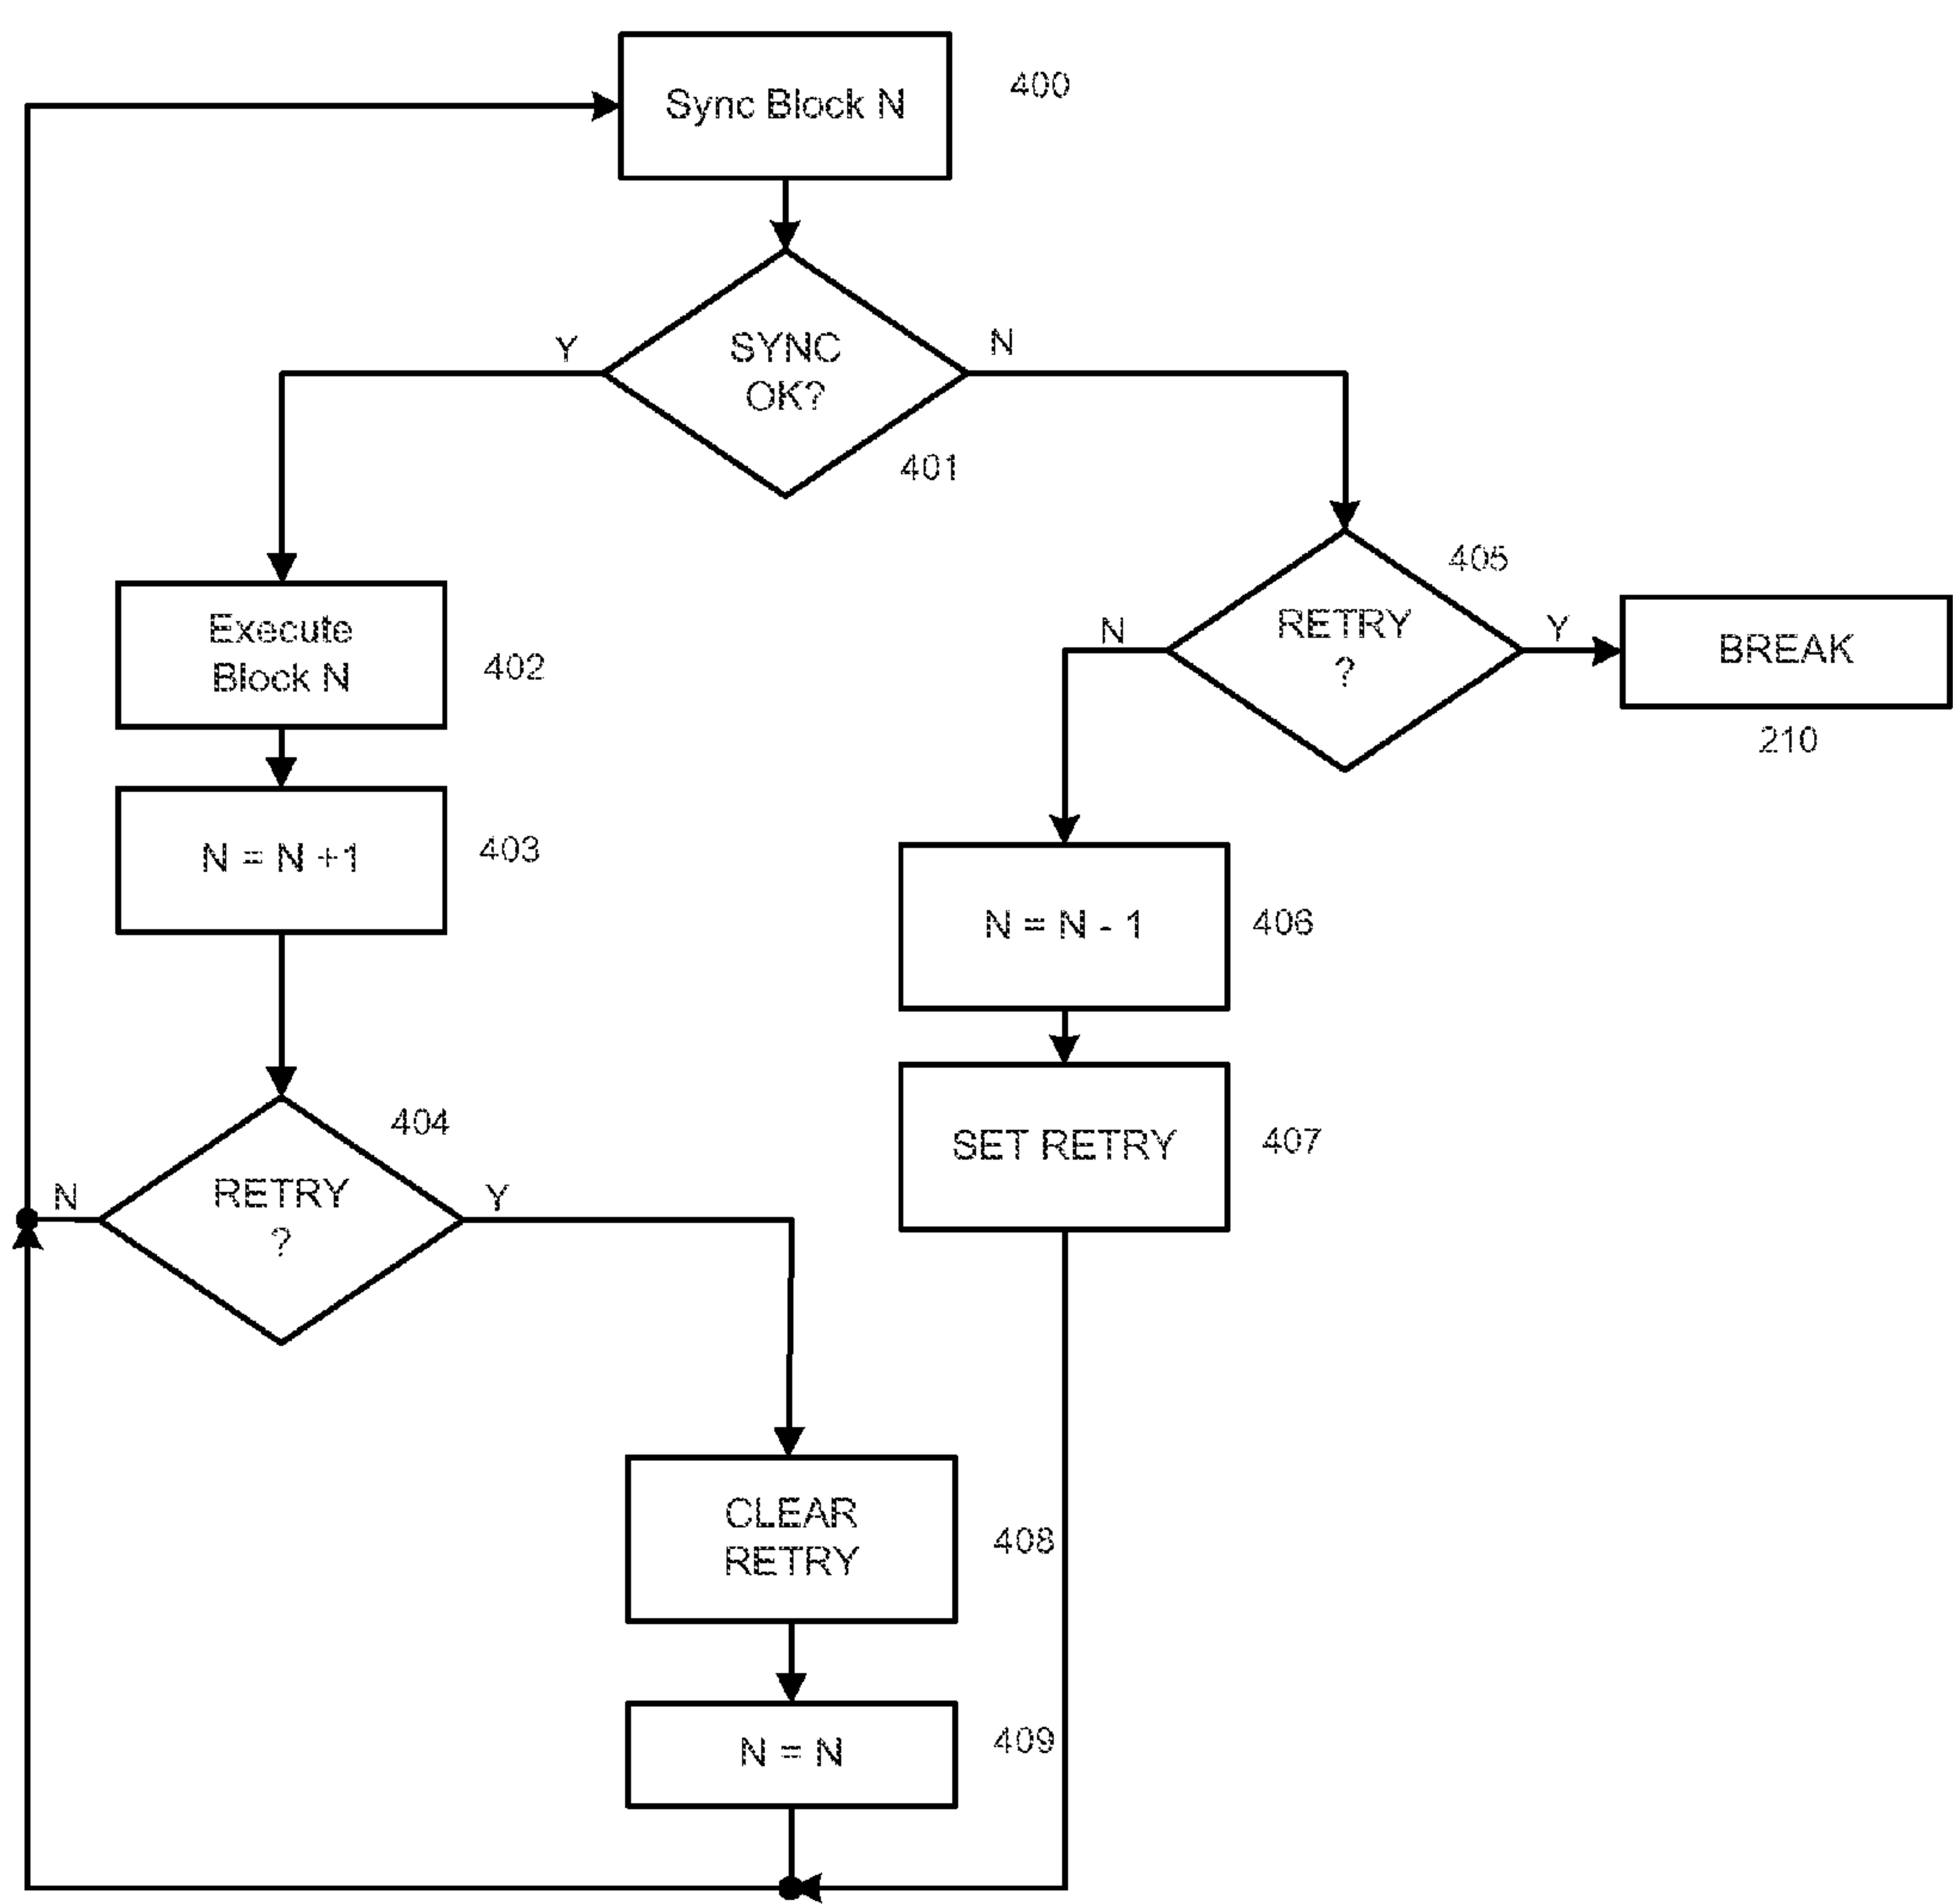 Sync Block N
400
SYNC
OK?
Y
N
401
Execute
Block N
402
N = N +1
403
RETRY
?
404
N
Y
RETRY
?
405
N
Y
BREAK
210
N = N - 1
406
SET RETRY
407
CLEAR
RETRY
408
N = N
409